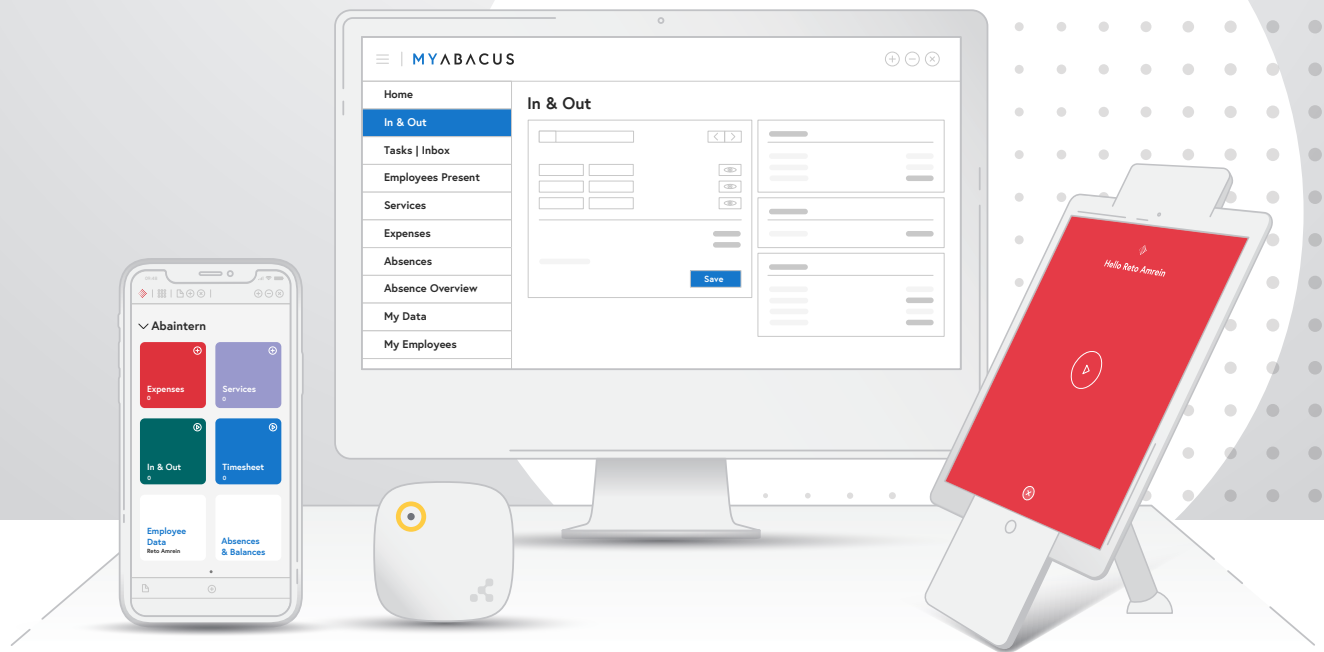 MYABACUS
Home
In & Out
Tasks | Inbox
Employees Present
Services
Expenses
Absences
Absence Overview
My Data
My Employees
In & Out
Save
Abaintern
Expenses
0
Services
0
In & Out
0
Timesheet
0
Employee
Data
Reto Amrein
Absences
& Balances
Hello Reto Amrein